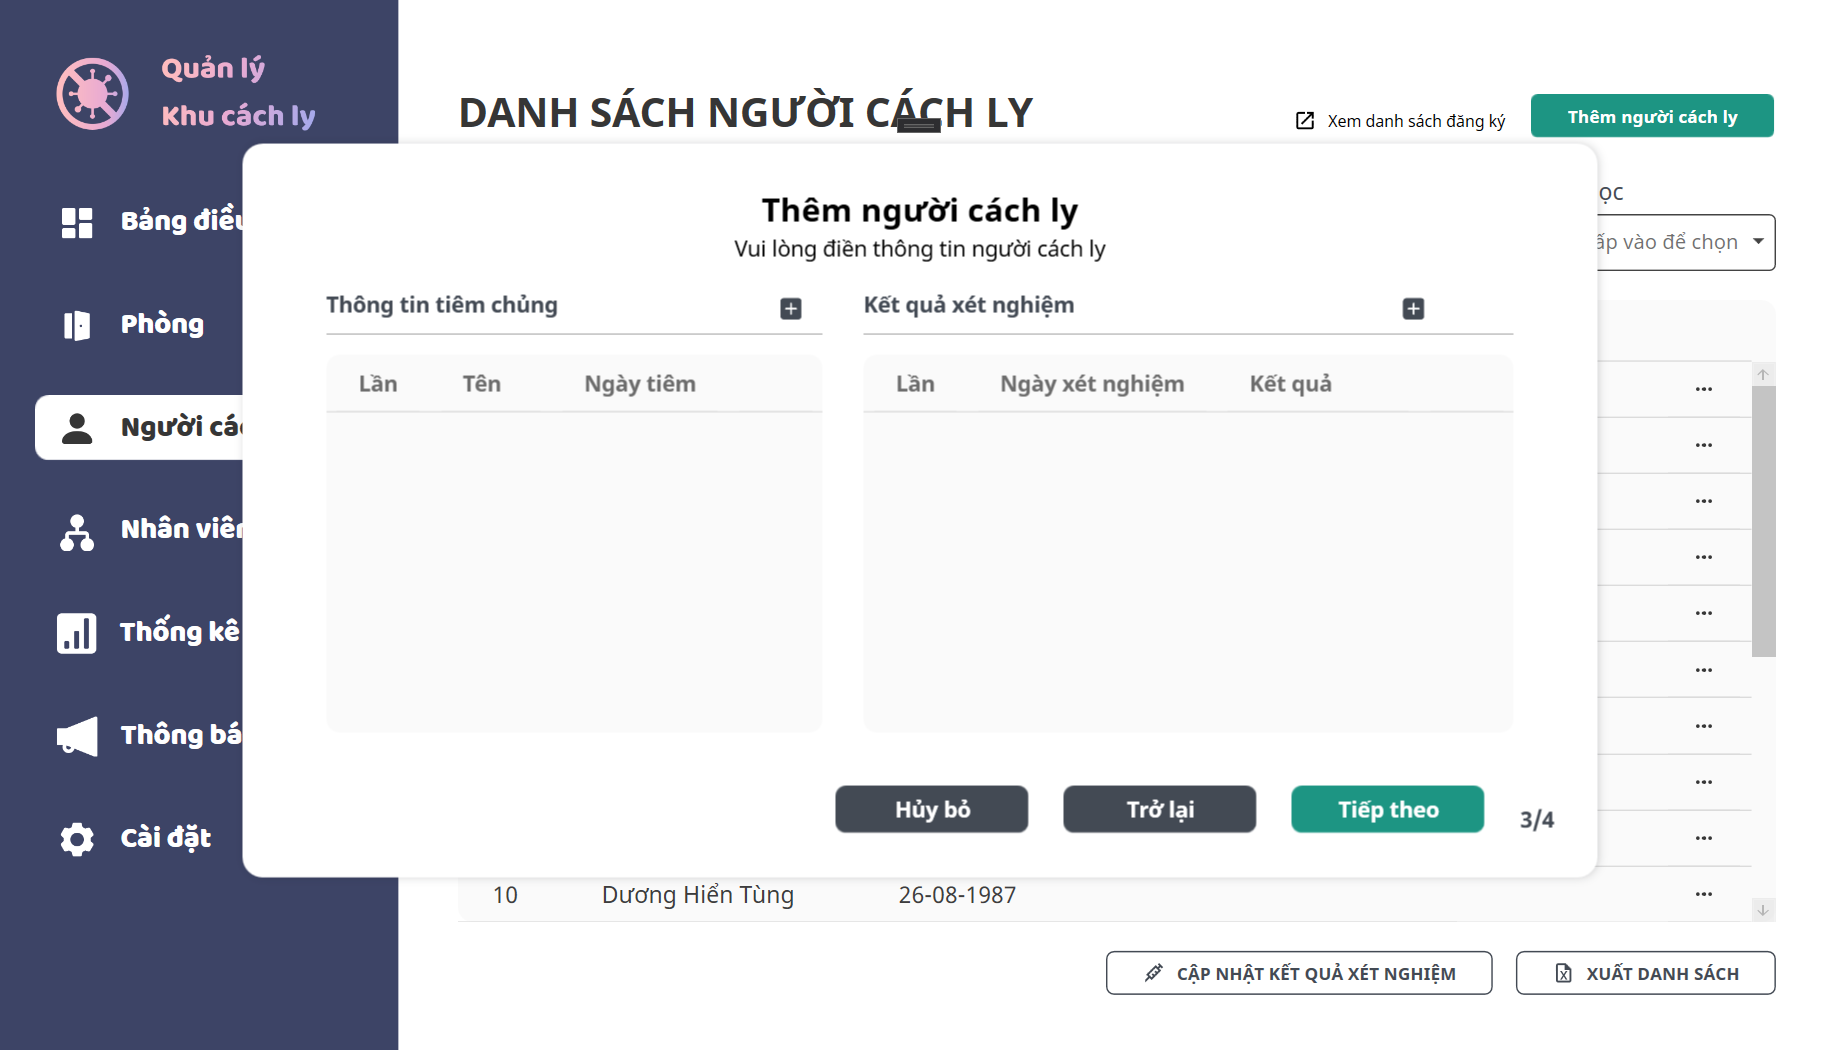 Quản lý
Khu cách ly
Bảng điều
Phòng
Người các
Nhân viên
Thống kê
Thông bá
Cài đặt
DANH SÁCH NGƯỜI CÁCH LY
Xem danh sách đăng ký
Thêm người cách ly
ọc
ấp vào để chọn
Thêm người cách ly
Vui lòng điền thông tin người cách ly
Thông tin tiêm chủng
Kết quả xét nghiệm
Lần Tên Ngày tiêm
Lần Ngày xét nghiệm Kết quả
Hủy bỏ
Trở lại
Tiếp theo
3/4
10 Dương Hiển Tùng 26-08-1987
CẬP NHẬT KẾT QUẢ XÉT NGHIỆM
XUẤT DANH SÁCH